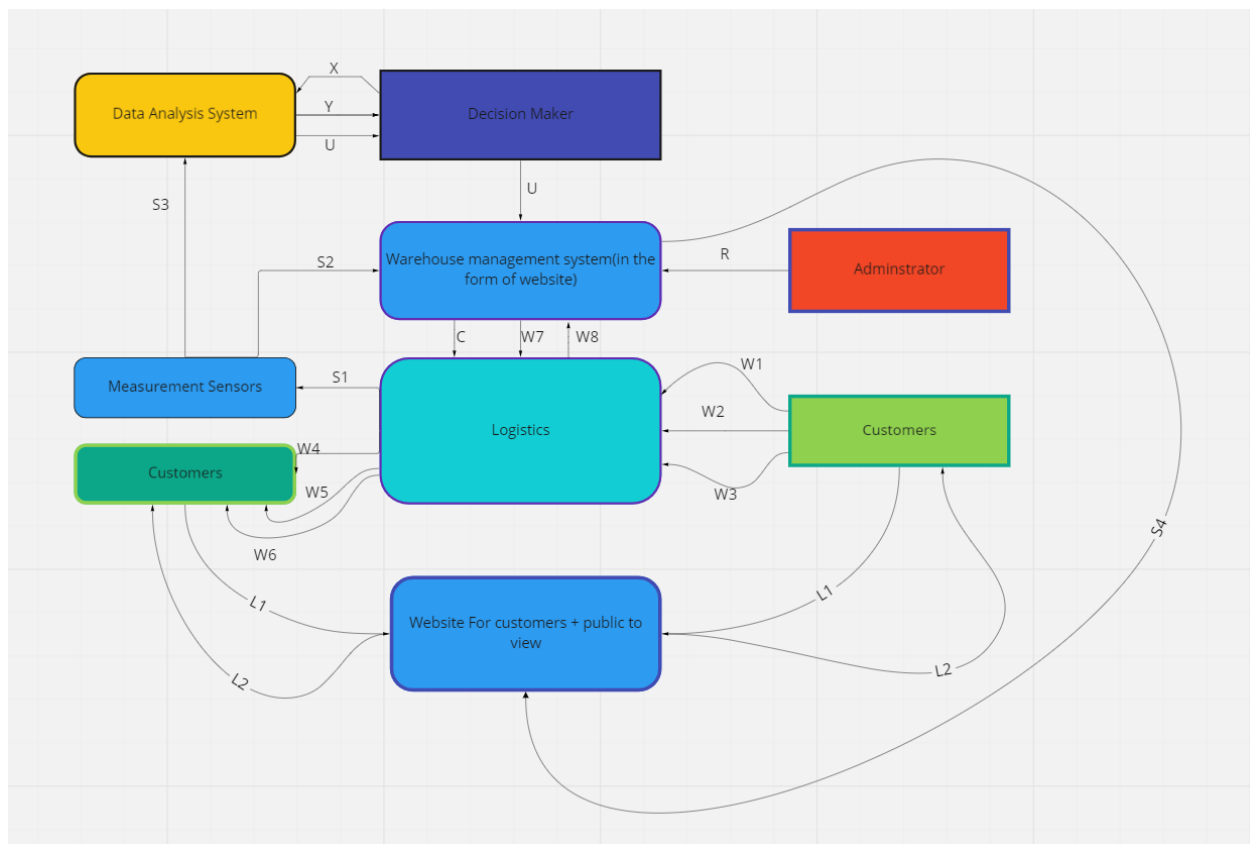 X
Data Analysis System
Y
Decision Maker
U
U
S3
S2
Warehouse management system(in the
form of website)
R
Adminstrator
C
W7
W8
Measurement Sensors
S1
W1
W2
Logistics
Customers
W4
Customers
W5
W3
W6
S4
L1
L1
Website For customers + public to
view
L2
L2